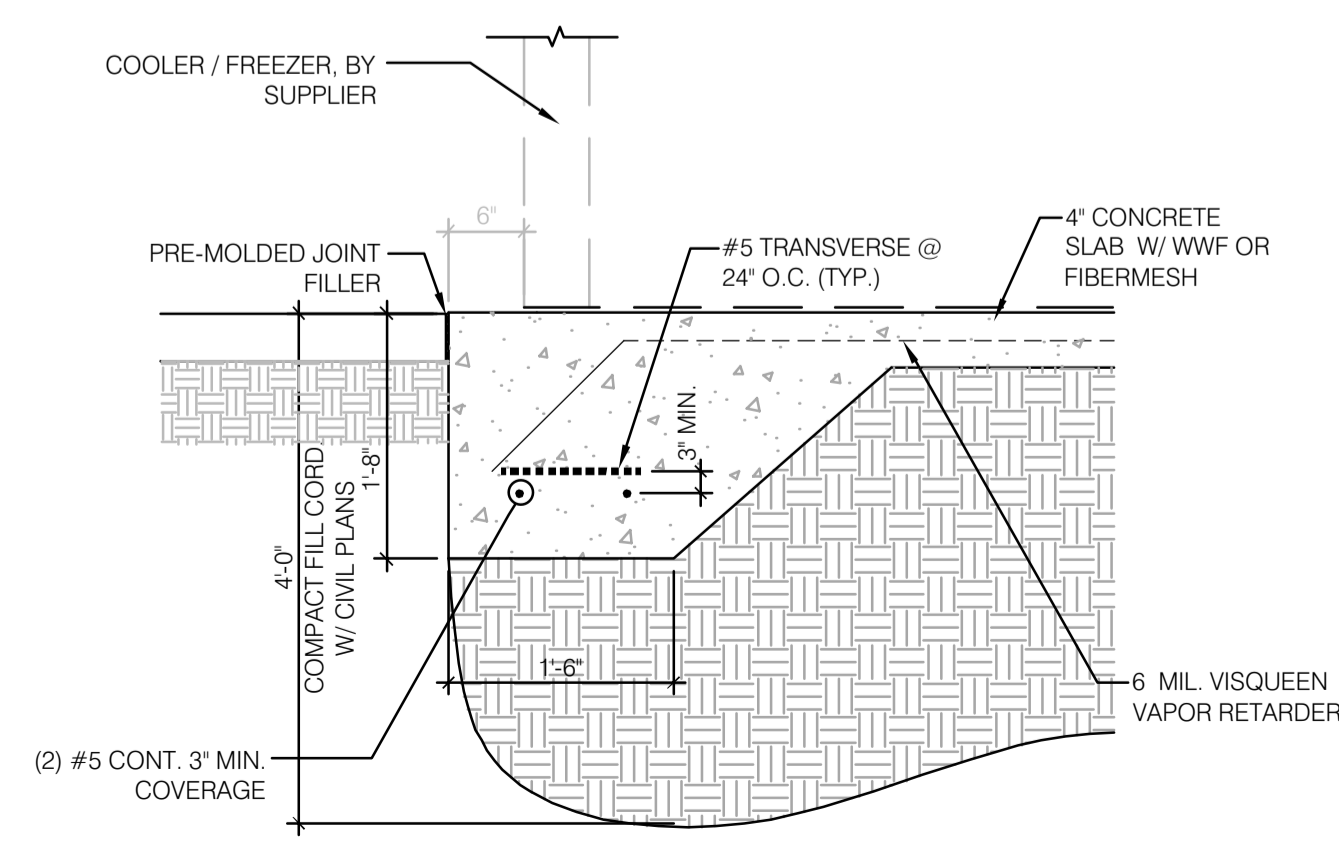 COOLER / FREEZER, BY
SUPPLIER
6"
PRE-MOLDED JOINT
FILLER
#5 TRANSVERSE @
24" O.C. (TYP.)
4" CONCRETE
SLAB W/ WWF OR
FIBERMESH
3" MIN.
1'-8"
4'-0"
COMPACT FILL CORD.
W/ CIVIL PLANS
1'-6"
6 MIL. VISQUEEN
VAPOR RETARDER
(2) #5 CONT. 3" MIN.
COVERAGE